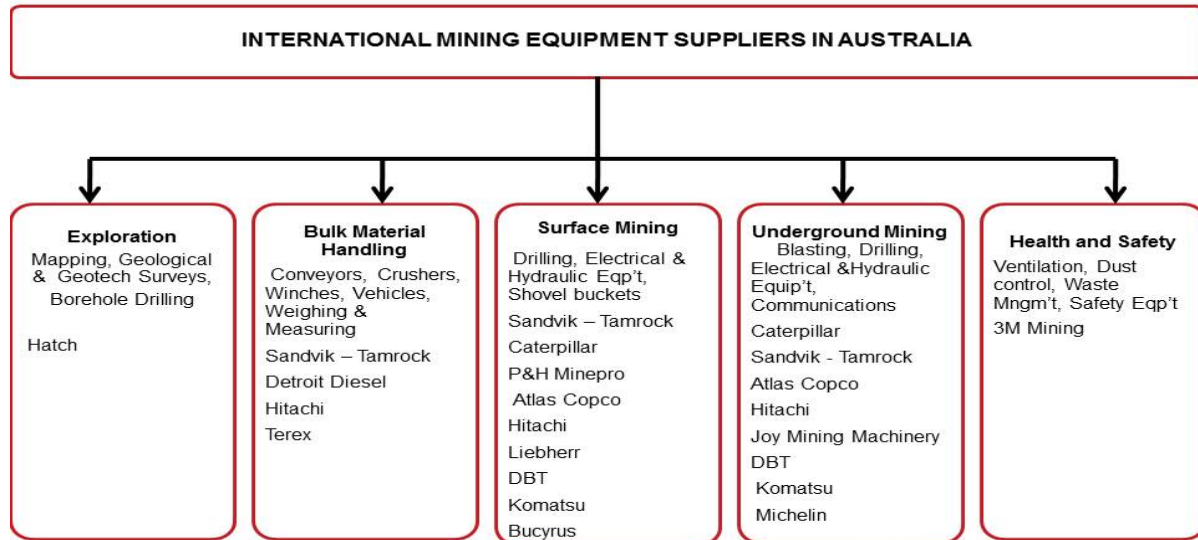 INTERNATIONAL MINING EQUIPMENT SUPPLIERS IN AUSTRALIA
Exploration
Mapping, Geological
& Geotech Surveys,
Borehole Drilling
Hatch
Bulk Material
Handling
Conveyors, Crushers,
Winches, Vehicles,
Weighing &
Measuring
Sandvik – Tamrock
Detroit Diesel
Hitachi
Terex
Surface Mining
Drilling, Electrical &
Hydraulic Eqp't,
Shovel buckets
Sandvik – Tamrock
Caterpillar
P&H Minepro
Atlas Copco
Hitachi
Liebherr
DBT
Komatsu
Bucyrus
Underground Mining
Blasting, Drilling,
Electrical &Hydraulic
Equip't,
Communications
Caterpillar
Sandvik - Tamrock
Atlas Copco
Hitachi
Joy Mining Machinery
DBT
Komatsu
Michelin
Health and Safety
Ventilation, Dust
control, Waste
Mngm't, Safety Eqp't
3M Mining